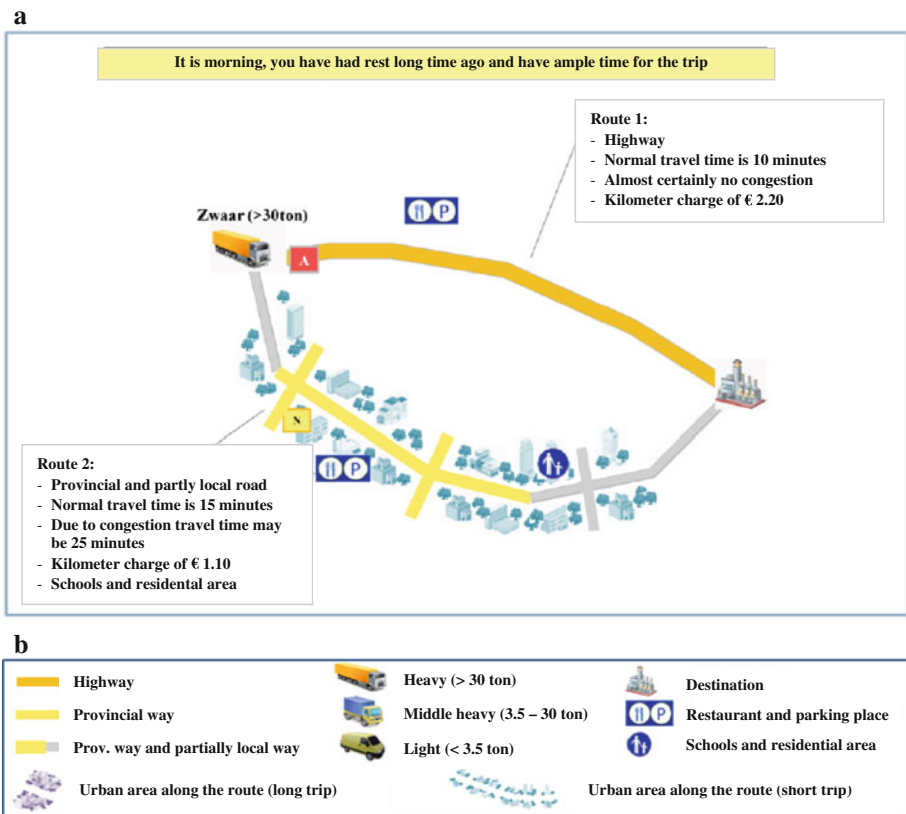 a
It is morning, you have had rest long time ago and have ample time for the trip
Route 1:
- Highway
- Normal travel time is 10 minutes
- Almost certainly no congestion
- Kilometer charge of € 2.20
Zwaar (>30ton)
A
N
Route 2:
- Provincial and partly local road
- Normal travel time is 15 minutes
- Due to congestion travel time may
be 25 minutes
- Kilometer charge of € 1.10
- Schools and residental area
P
P
b
Highway
Provincial way
Prov. way and partially local way
Urban area along the route (long trip)
Heavy (> 30 ton)
Middle heavy (3.5 – 30 ton)
Light (< 3.5 ton)
Destination
P
Restaurant and parking place
Schools and residential area
Urban area along the route (short trip)